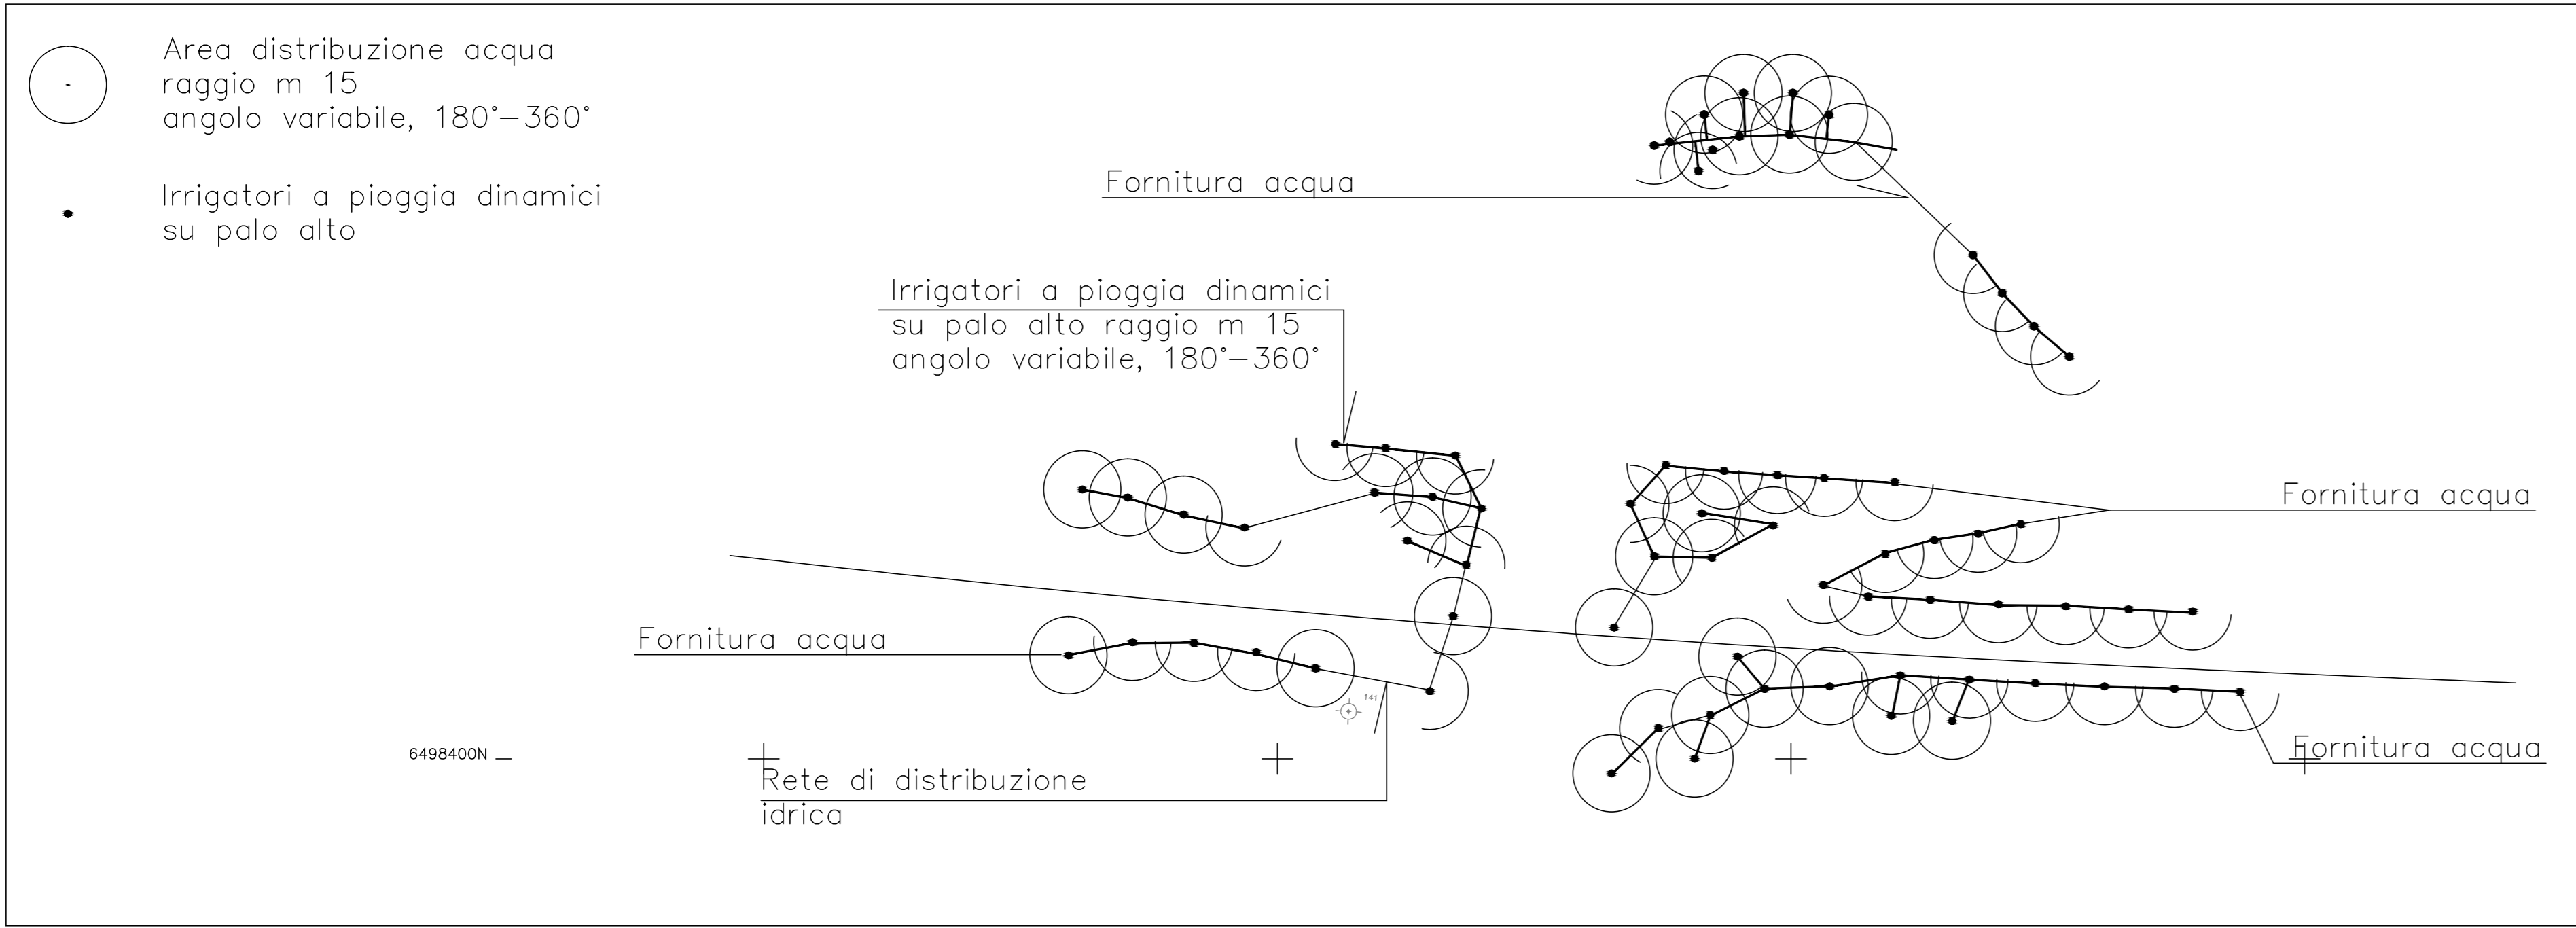 Area distribuzione acqua
raggio m 15
angolo variabile, 180°–360°
Irrigatori a pioggia dinamici
su palo alto
Fornitura acqua
Irrigatori a pioggia dinamici
su palo alto raggio m 15
angolo variabile, 180°–360°
Fornitura acqua
Fornitura acqua
141
6498400N
Rete di distribuzione
idrica
Fornitura acqua